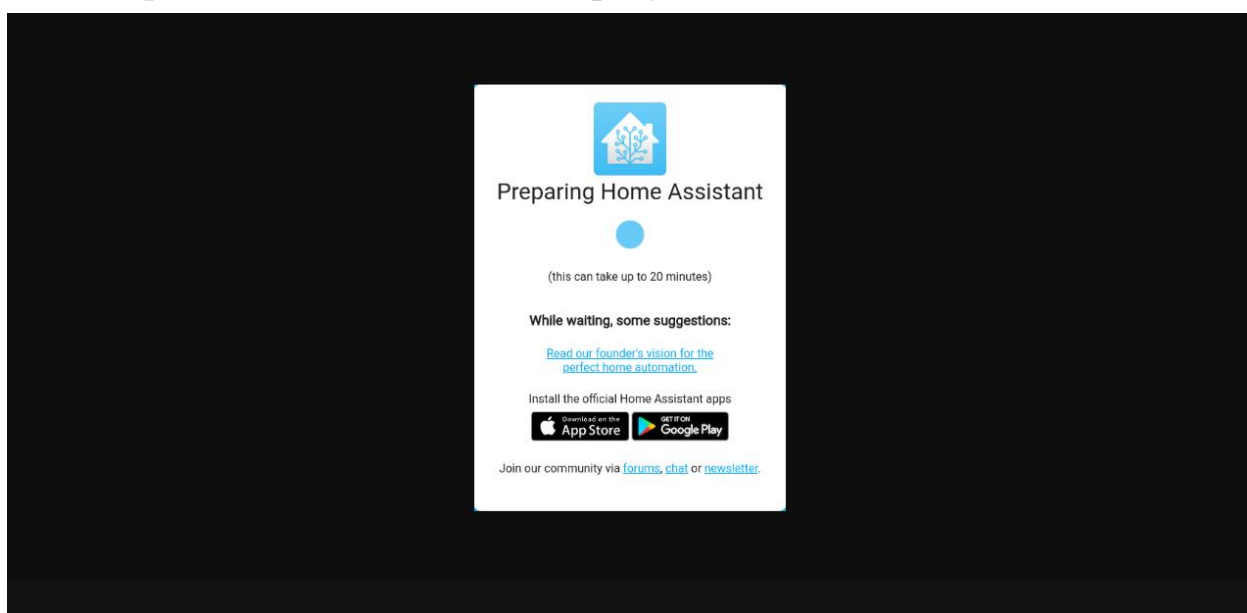 Preparing Home Assistant
(this can take up to 20 minutes)
While waiting, some suggestions:
Read our founder's vision for the
perfect home automation.
Install the official Home Assistant apps
Download on the
App Store
GET IT ON
Google Play
Join our community via forums, chat or newsletter.